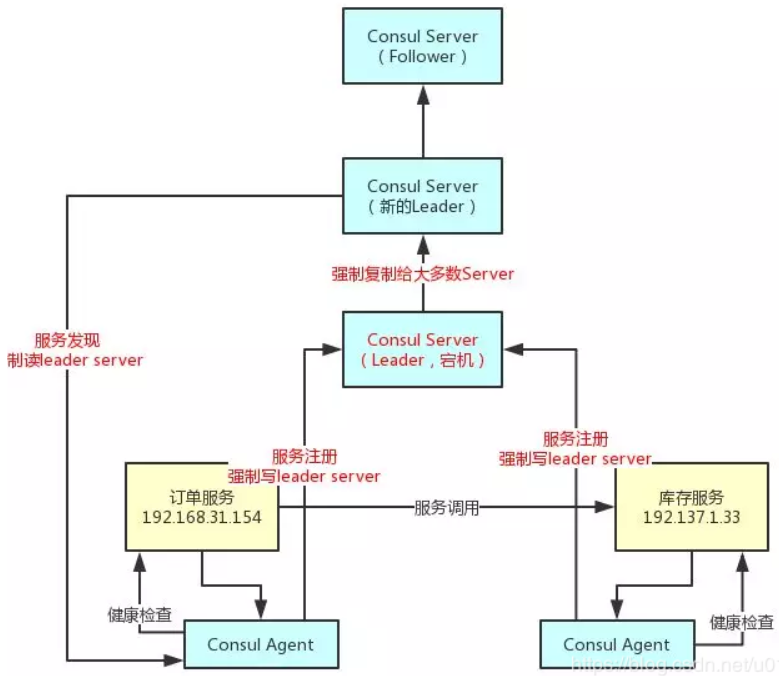 Consul Server
（Follower）
Consul Server
（新的Leader）
强制复制给大多数Server
Consul Server
（Leader，宕机）
服务发现
制读leader server
服务注册
强制写leader server
服务注册
强制写leader server
订单服务
192.168.31.154
服务调用
库存服务
192.137.1.33
健康检查
Consul Agent
Consul Agent
健康检查
https://blog.csdn.net/u0